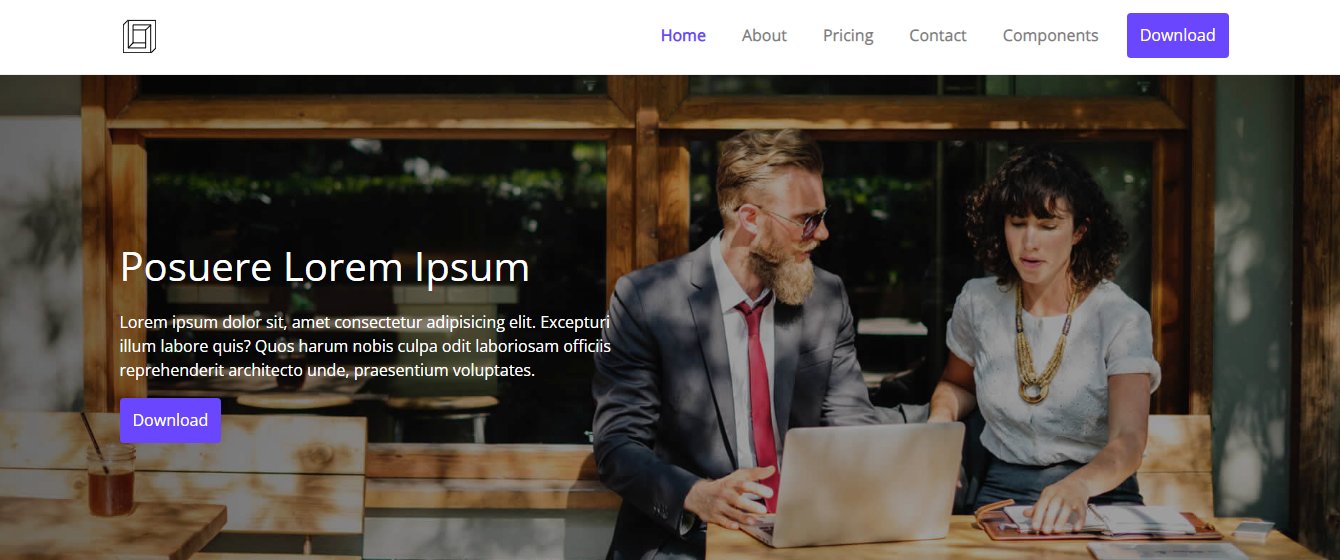 Home About Pricing Contact Components Download
Posuere Lorem Ipsum
Lorem ipsum dolor sit, amet consectetur adipisicing elit. Excepturi
illum labore quis? Quos harum nobis culpa odit laboriosam officiis
reprehenderit architecto unde, praesentium voluptates.
Download